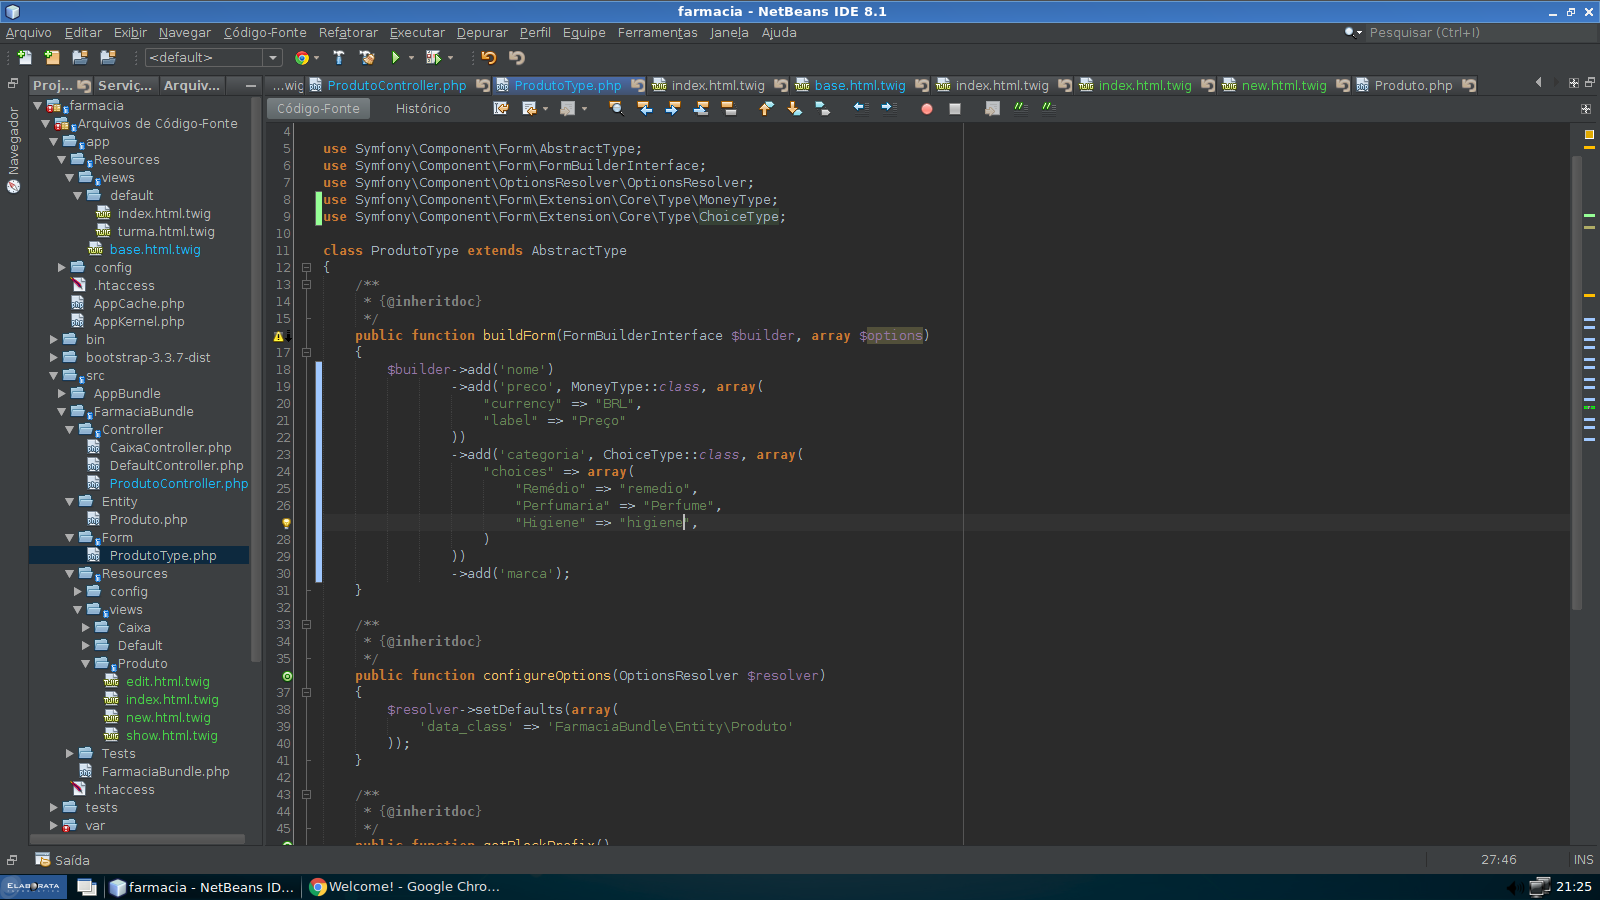 farmacia - NetBeans IDE 8.1
Arquivo Editar Exibir Navegar Código-Fonte Refatorar Executar Depurar Perfil Equipe Ferramentas Janela Ajuda Pesquisar (Ctrl+I)
<default>
Proj... Serviç... Arquiv...
...wig ProdutoController.php ProdutoType.php index.html.twig base.html.twig index.html.twig index.html.twig new.html.twig Produto.php
Código-Fonte Histórico
Navegador
farmacia
Arquivos de Código-Fonte
app
Resources
views
default
index.html.twig
turma.html.twig
base.html.twig
config
.htaccess
AppCache.php
AppKernel.php
bin
bootstrap-3.3.7-dist
src
AppBundle
FarmaciaBundle
Controller
CaixaController.php
DefaultController.php
ProdutoController.php
Entity
Produto.php
Form
ProdutoType.php
Resources
config
views
Caixa
Default
Produto
edit.html.twig
index.html.twig
new.html.twig
show.html.twig
Tests
FarmaciaBundle.php
.htaccess
tests
var
4
5 use Symfony\Component\Form\AbstractType;
6 use Symfony\Component\Form\FormBuilderInterface;
7 use Symfony\Component\OptionsResolver\OptionsResolver;
8 use Symfony\Component\Form\Extension\Core\Type\MoneyType;
9 use Symfony\Component\Form\Extension\Core\Type\ChoiceType;
10
11 class ProdutoType extends AbstractType
12 {
13 /**
14 * {@inheritdoc}
15 */
public function buildForm(FormBuilderInterface $builder, array $options)
17 {
18 $builder->add('nome')
19 ->add('preco', MoneyType::class, array(
20 "currency" => "BRL",
21 "label" => "Preço"
22 ))
23 ->add('categoria', ChoiceType::class, array(
24 "choices" => array(
25 "Remédio" => "remedio",
26 "Perfumaria" => "Perfume",
"Higiene" => "higiene",
28 )
29 ))
30 ->add('marca');
31 }
32
33 /**
34 * {@inheritdoc}
35 */
public function configureOptions(OptionsResolver $resolver)
37 {
38 $resolver->setDefaults(array(
39 'data_class' => 'FarmaciaBundle\Entity\Produto'
40 ));
41 }
42
43 /**
44 * {@inheritdoc}
45 */
public function getBlockPrefix()
Saída 27:46 INS
ELABORATA farmacia - NetBeans ID... Welcome! - Google Chro... 21:25